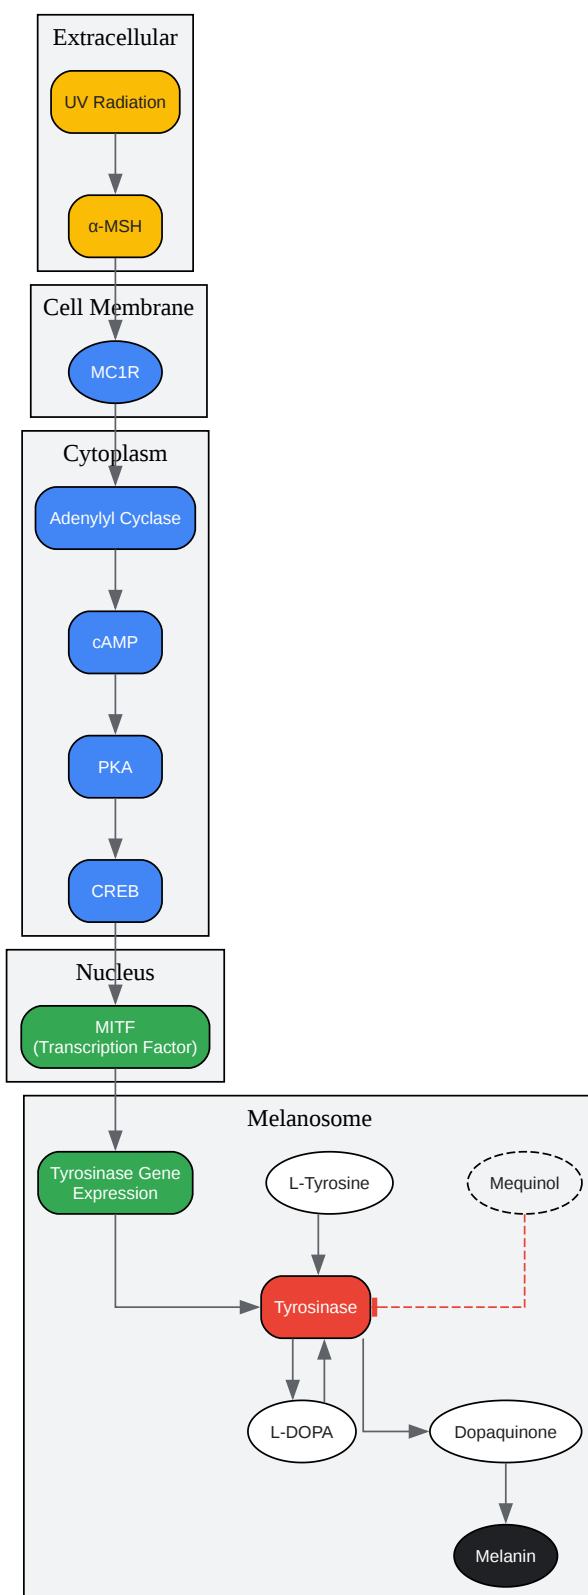 Extracellular
UV Radiation
α-MSH
Cell Membrane
MC1R
Cytoplasm
Adenylyl Cyclase
cAMP
PKA
CREB
Nucleus
MITF
(Transcription Factor)
Melanosome
Tyrosinase Gene
Expression
L-Tyrosine
Mequinol
Tyrosinase
L-DOPA
Dopaquinone
Melanin